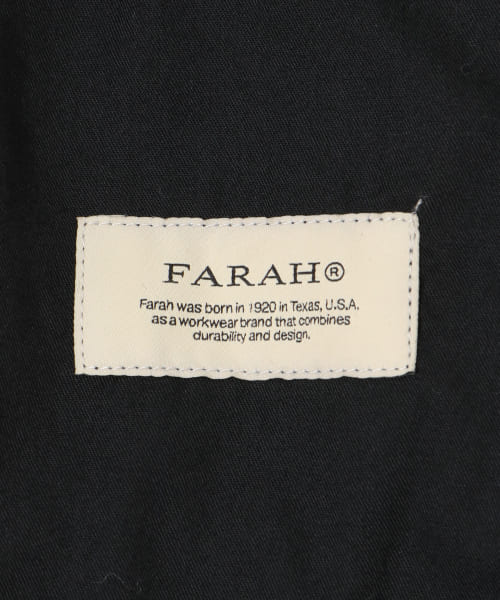 FARAH®
Farah was born in 1920 in Texas, U.S.A.
as a workwear brand that combines
durability and design.